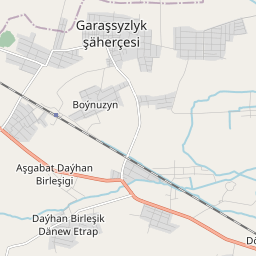 Garaşsyzlyk
şäherçesi
Boýnuzyn
Aşgabat Daýhan
Birleşigi
Daýhan Birleşik
Dänew Etrap